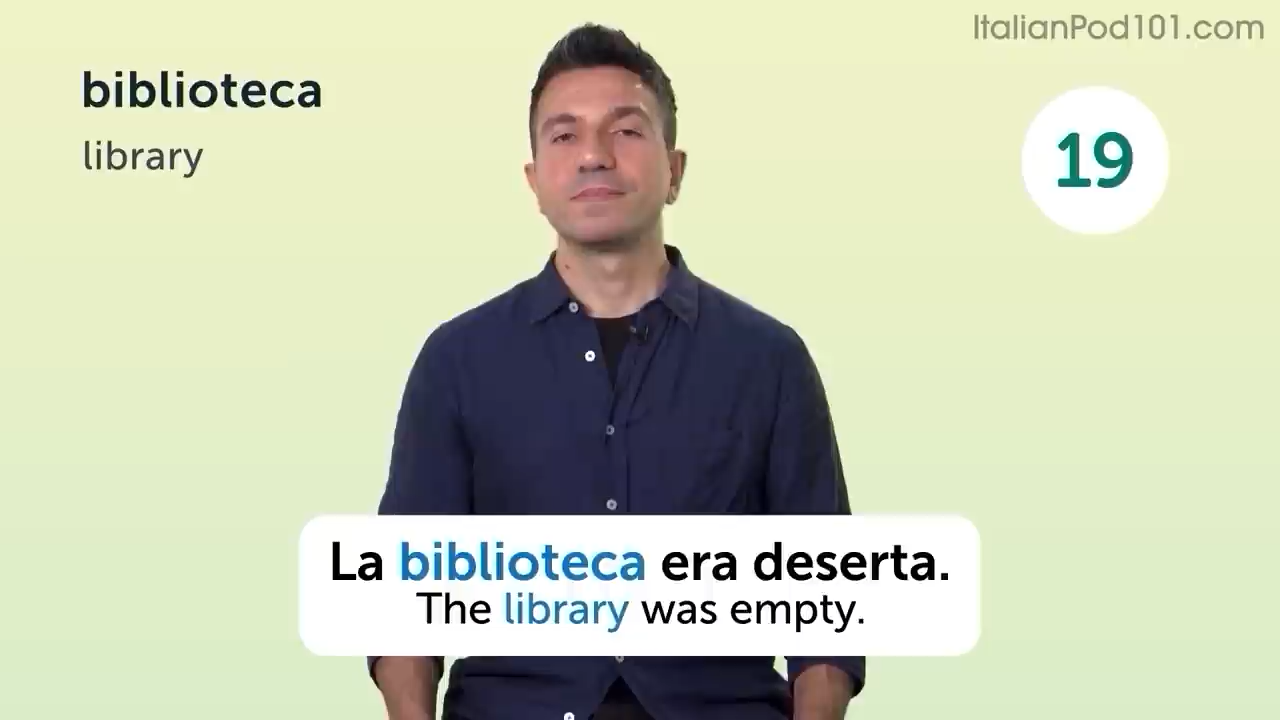 ItalianPod101.com
biblioteca
library
19
La biblioteca era deserta.
The library was empty.